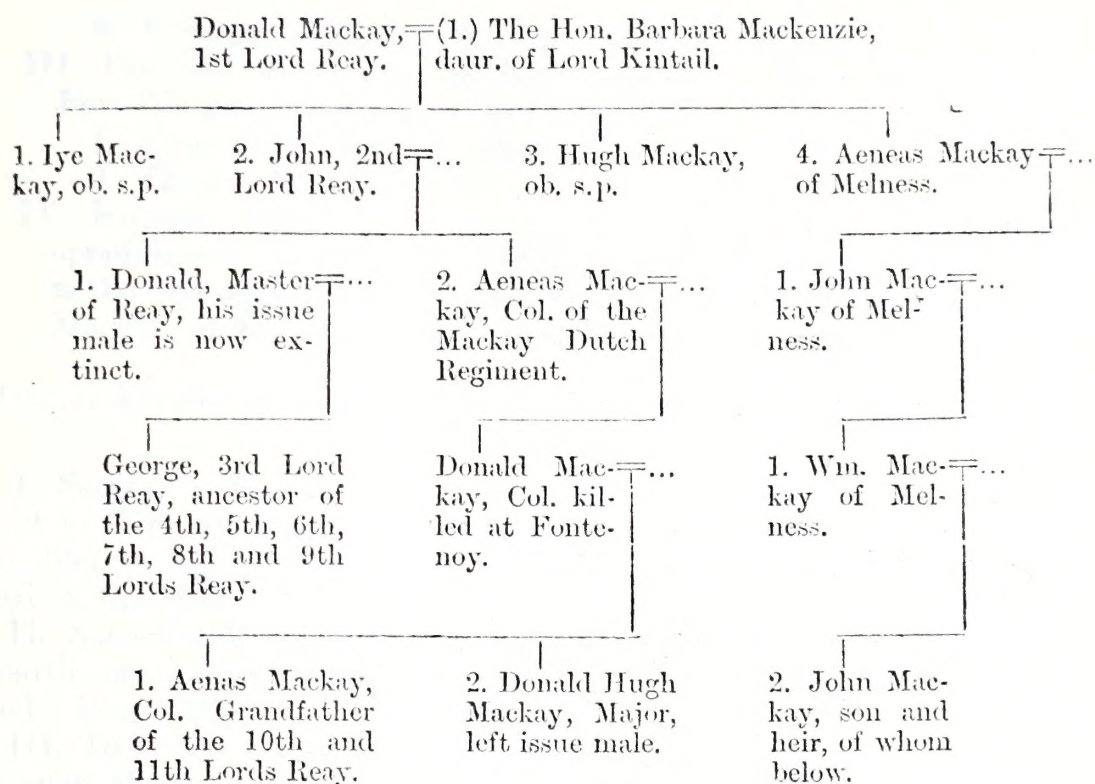 Donald Mackay, (1.) The Hon. Barbara Mackenzie,
1st Lord Reay. daur. of Lord Kintail.
1. Iye Mac-
kay, ob. s.p.
2. John, 2nd ...
Lord Reay.
3. Hugh Mackay,
ob. s.p.
4. Aeneas Mackay ...
of Melness.
1. Donald, Master ...
of Reay, his issue
male is now ex-
tinct.
2. Aeneas Mac- ...
kay, Col. of the
Mackay Dutch
Regiment.
1. John Mac- ...
kay of Mel-
ness.
George, 3rd Lord
Reay, ancestor of
the 4th, 5th, 6th,
7th, 8th and 9th
Lords Reay.
Donald Mac- ...
kay, Col. kil-
led at Fonte-
noy.
1. Wm. Mac- ...
kay of Mel-
ness.
1. Aenas Mackay,
Col. Grandfather
of the 10th and
11th Lords Reay.
2. Donald Hugh
Mackay, Major,
left issue male.
2. John Mac-
kay, son and
heir, of whom
below.